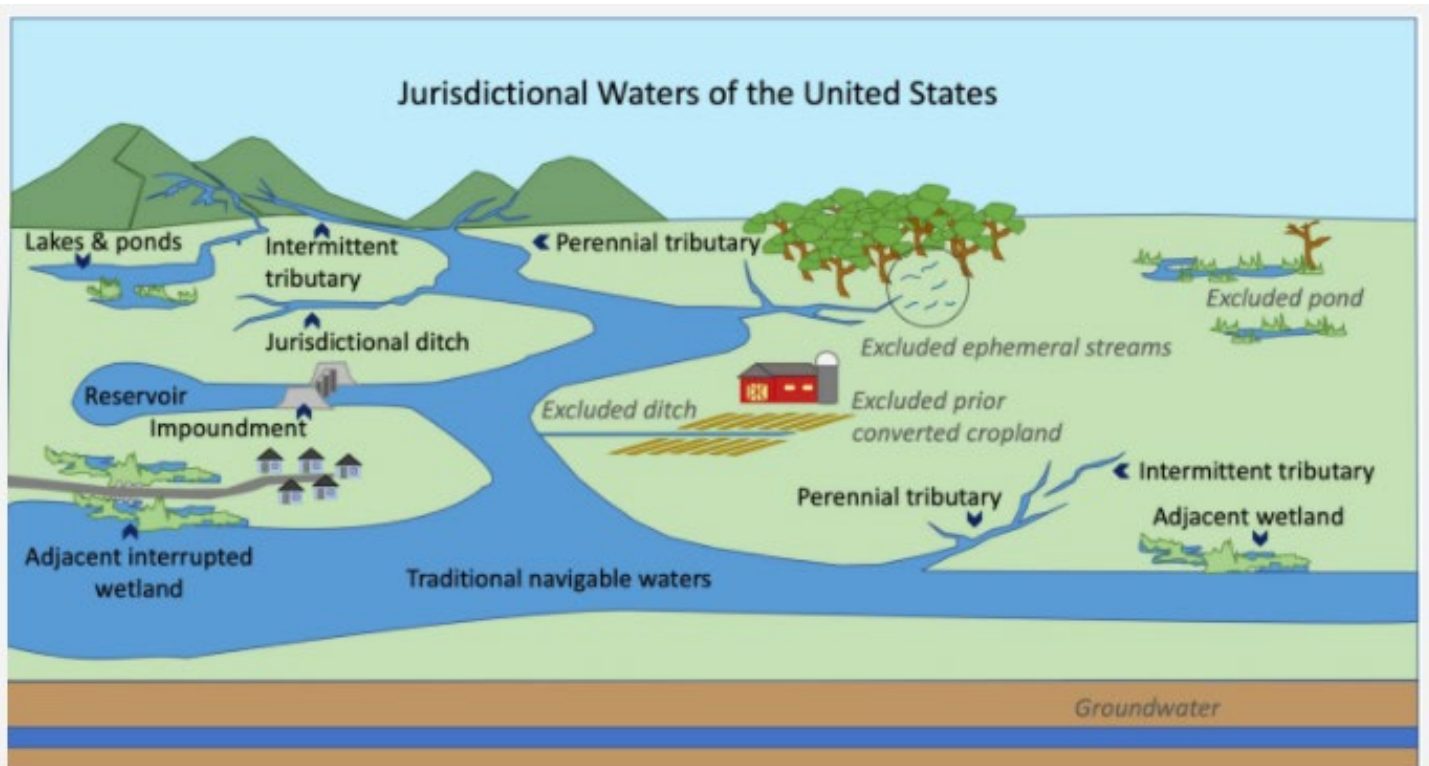 Jurisdictional Waters of the United States
Lakes & ponds
Intermittent
tributary
Perennial tributary
Excluded pond
Jurisdictional ditch
Excluded ephemeral streams
Reservoir
Impoundment
Excluded ditch
Excluded prior
converted cropland
Perennial tributary
Intermittent tributary
Adjacent wetland
Adjacent interrupted
wetland
Traditional navigable waters
Groundwater